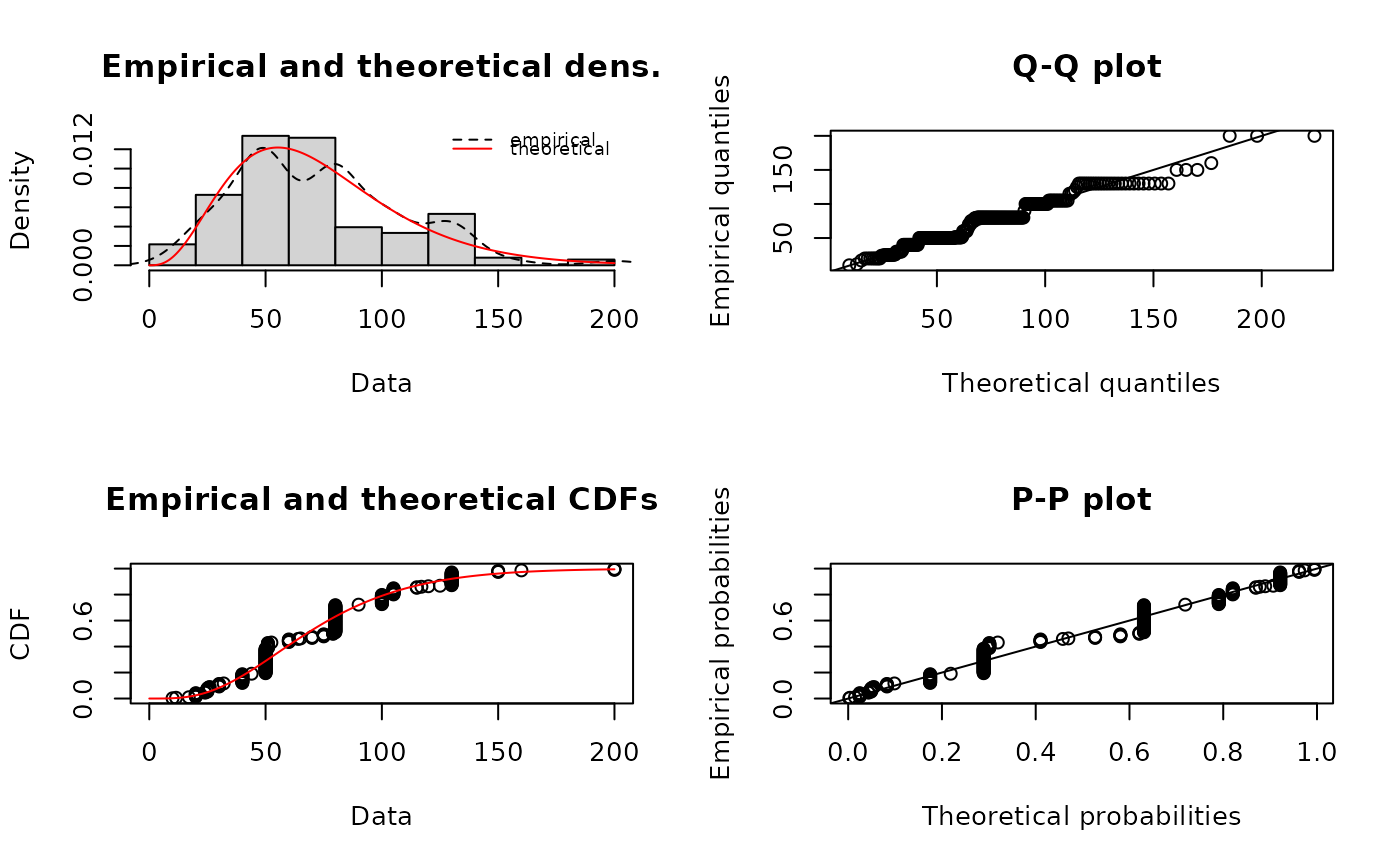 Empirical and theoretical dens.
Density
0.000
0.012
empirical
theoretical
0
50
100
150
200
Data
Q-Q plot
Empirical quantiles
50
150
50
100
150
200
Theoretical quantiles
Empirical and theoretical CDFs
CDF
0.0
0.6
0
50
100
150
200
Data
P-P plot
Empirical probabilities
0.0
0.6
0.0
0.2
0.4
0.6
0.8
1.0
Theoretical probabilities